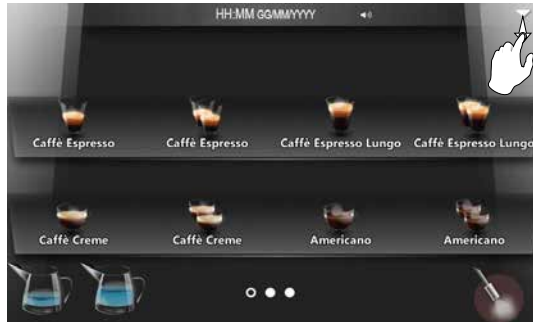 HH:MM GG/MM/YYYY
Caffè Espresso Caffè Espresso Caffè Espresso Lungo Caffè Espresso Lungo
Caffè Creme Caffè Creme Americano Americano